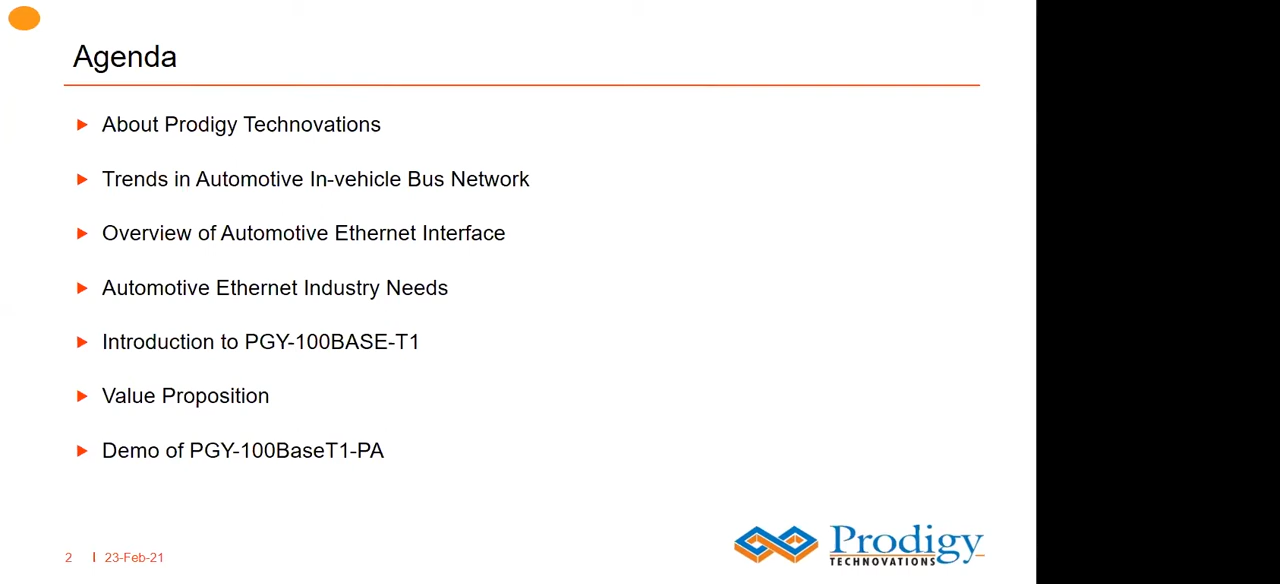 Agenda
About Prodigy Technovations
Trends in Automotive In-vehicle Bus Network
Overview of Automotive Ethernet Interface
Automotive Ethernet Industry Needs
Introduction to PGY-100BASE-T1
Value Proposition
Demo of PGY-100BaseT1-PA
2 | 23-Feb-21
Prodigy
TECHNOVATIONS